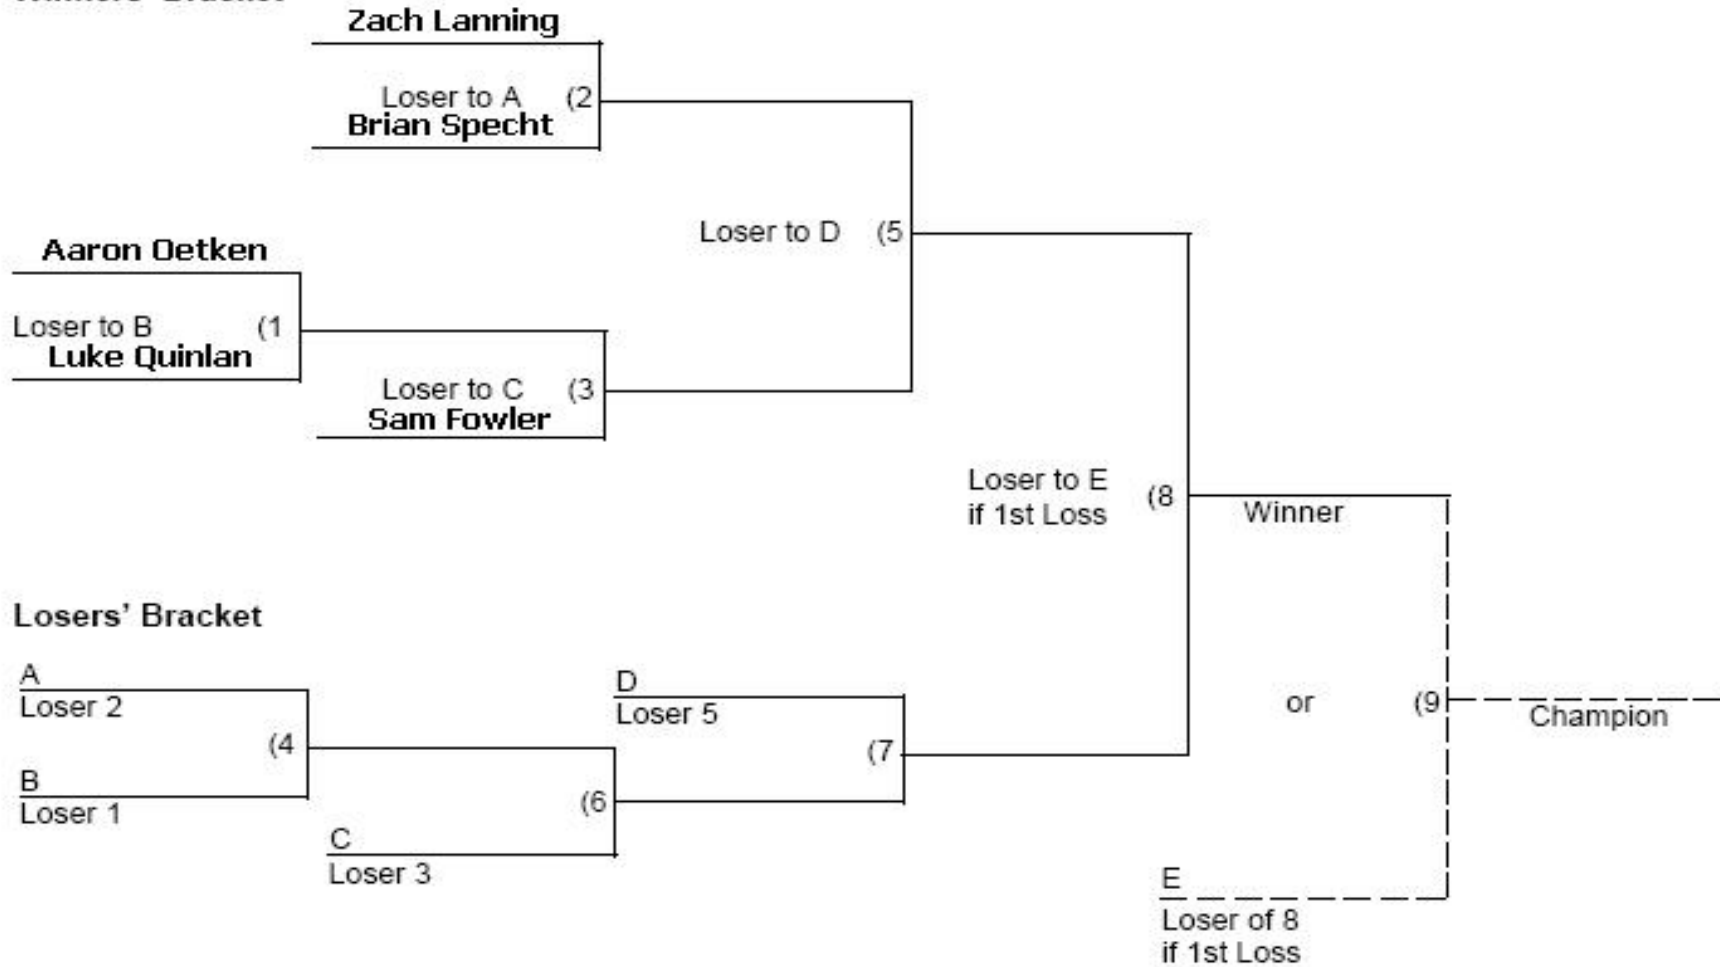 Winners' Bracket
Zach Lanning
Loser to A (2
Brian Specht
Loser to D (5
Aaron Oetken
Loser to B (1
Luke Quinlan
Loser to C (3
Sam Fowler
Loser to E
if 1st Loss
(8
Winner
Losers’ Bracket
A
Loser 2
(4
B
Loser 1
D
Loser 5
(7
(6
C
Loser 3
or (9
Champion
E
Loser of 8
if 1st Loss